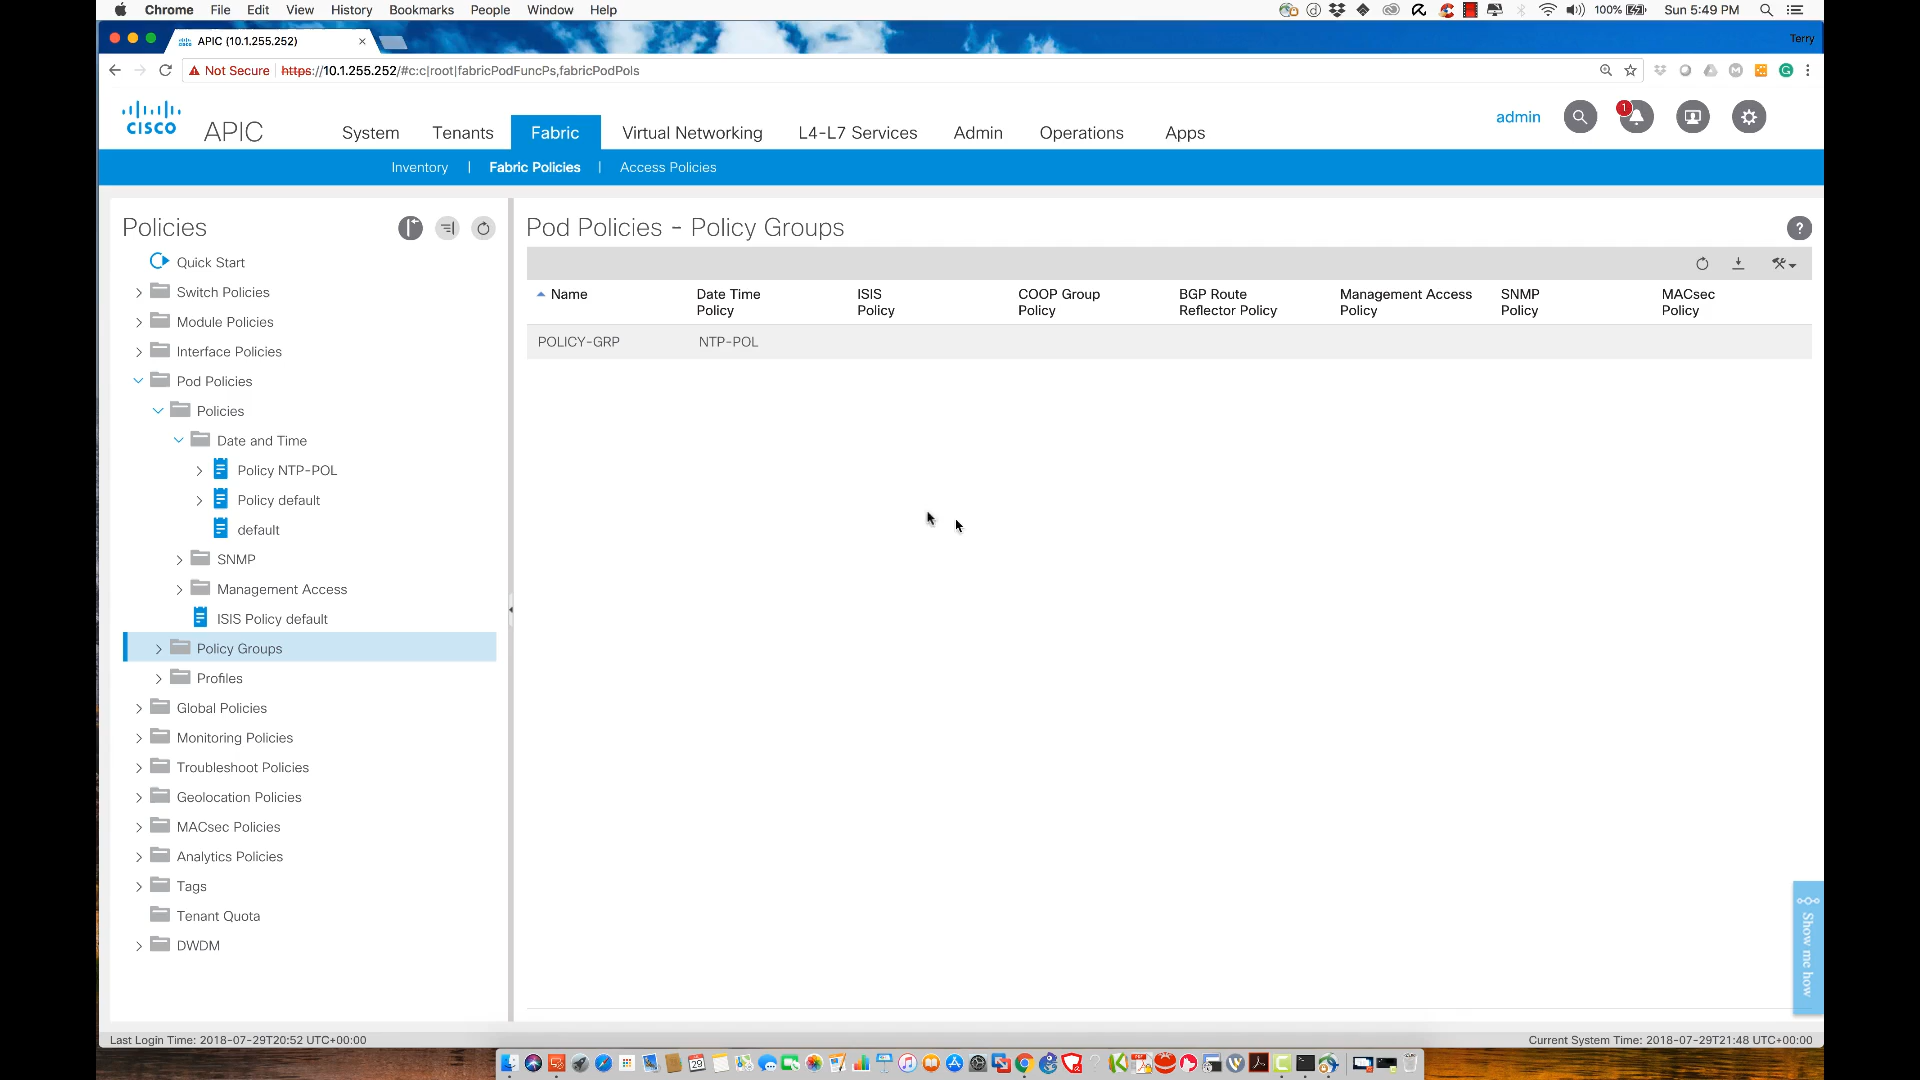 Chrome File Edit View History Bookmarks People Window Help 100% Sun 5:49 PM
APIC (10.1.255.252) Terry
Not Secure https://10.1.255.252/#c:c|root|fabricPodFuncPs,fabricPodPols
CISCO APIC
System Tenants Fabric Virtual Networking L4-L7 Services Admin Operations Apps
admin 1
Inventory | Fabric Policies | Access Policies
Policies
Quick Start
Switch Policies
Module Policies
Interface Policies
Pod Policies
Policies
Date and Time
Policy NTP-POL
Policy default
default
SNMP
Management Access
ISIS Policy default
Policy Groups
Profiles
Global Policies
Monitoring Policies
Troubleshoot Policies
Geolocation Policies
MACsec Policies
Analytics Policies
Tags
Tenant Quota
DWDM
Pod Policies - Policy Groups
?
Name Date Time Policy ISIS Policy COOP Group Policy BGP Route Reflector Policy Management Access Policy SNMP Policy MACsec Policy
POLICY-GRP NTP-POL
Show me how
Last Login Time: 2018-07-29T20:52 UTC+00:00
Current System Time: 2018-07-29T21:48 UTC+00:00